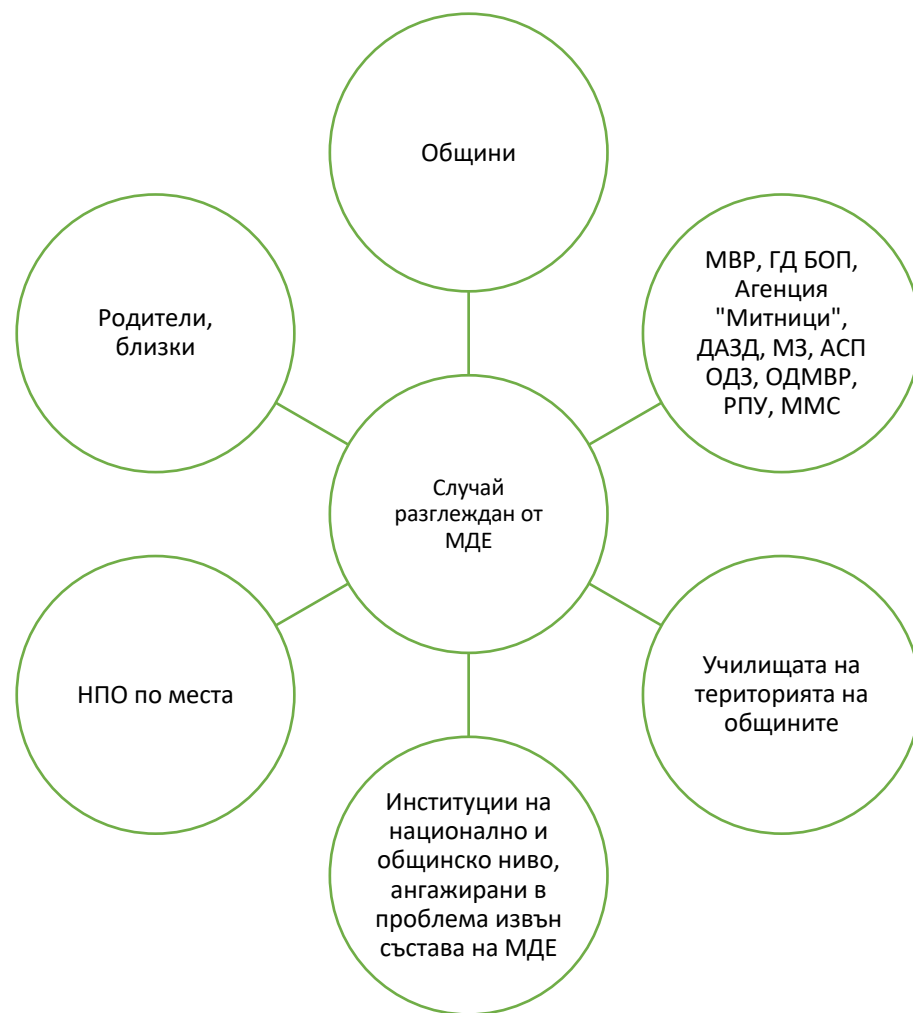 Общини
МВР, ГД БОП,
Агенция
"Митници",
ДАЗД, МЗ, АСП
ОДЗ, ОДМВР,
РПУ, ММС
Родители,
близки
Случай
разглеждан от
МДЕ
НПО по места
Училищата на
територията на
общините
Институции на
национално и
общинско ниво,
ангажирани в
проблема извън
състава на МДЕ